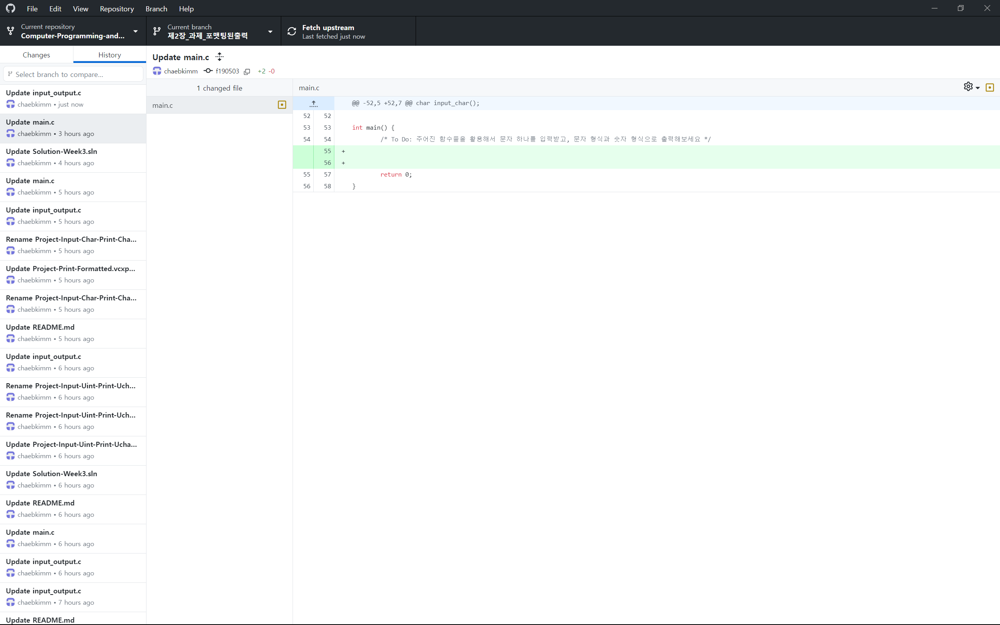 File Edit View Repository Branch Help
Current repository
Computer-Programming-and...
Current branch
제2장_과제_포맷팅된출력
Fetch upstream
Last fetched just now
Changes
History
Select branch to compare...
Update input_output.c
chaebkimm • just now
Update main.c
chaebkimm • 3 hours ago
Update Solution-Week3.sln
chaebkimm • 4 hours ago
Update main.c
chaebkimm • 5 hours ago
Update input_output.c
chaebkimm • 5 hours ago
Rename Project-Input-Char-Print-Cha...
chaebkimm • 5 hours ago
Update Project-Print-Formatted.vcxp...
chaebkimm • 5 hours ago
Rename Project-Input-Char-Print-Cha...
chaebkimm • 5 hours ago
Update README.md
chaebkimm • 5 hours ago
Update input_output.c
chaebkimm • 6 hours ago
Rename Project-Input-Uint-Print-Uch...
chaebkimm • 6 hours ago
Rename Project-Input-Uint-Print-Uch...
chaebkimm • 6 hours ago
Update Project-Input-Uint-Print-Ucha...
chaebkimm • 6 hours ago
Update Solution-Week3.sln
chaebkimm • 6 hours ago
Update README.md
chaebkimm • 6 hours ago
Update main.c
chaebkimm • 6 hours ago
Update input_output.c
chaebkimm • 6 hours ago
Update input_output.c
chaebkimm • 7 hours ago
Update README.md
Update main.c
chaebkimm f190503 +2 -0
1 changed file
main.c
main.c
@@ -52,5 +52,7 @@ char input_char();
52 52
53 53 int main() {
54 54 /* To Do: 주어진 함수들을 활용해서 문자 하나를 입력받고, 문자 형식과 숫자 형식으로 출력해보세요 */
55 +
56 +
55 57 return 0;
56 58 }